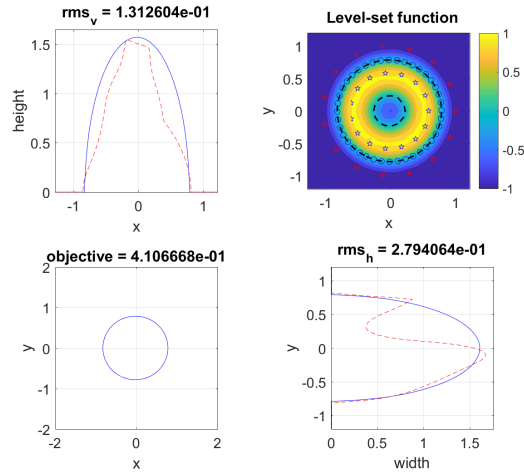 rms_v = 1.312604e-01
1.5
1
0.5
0
height
-1 0 1
x
Level-set function
1
0.5
0
-0.5
-1
y
-1 0 1
x
1
0.5
0
-0.5
-1
objective = 4.106668e-01
2
1
0
-1
-2
y
-2 0 2
x
rms_h = 2.794064e-01
1
0.5
0
-0.5
-1
y
0 0.5 1 1.5
width